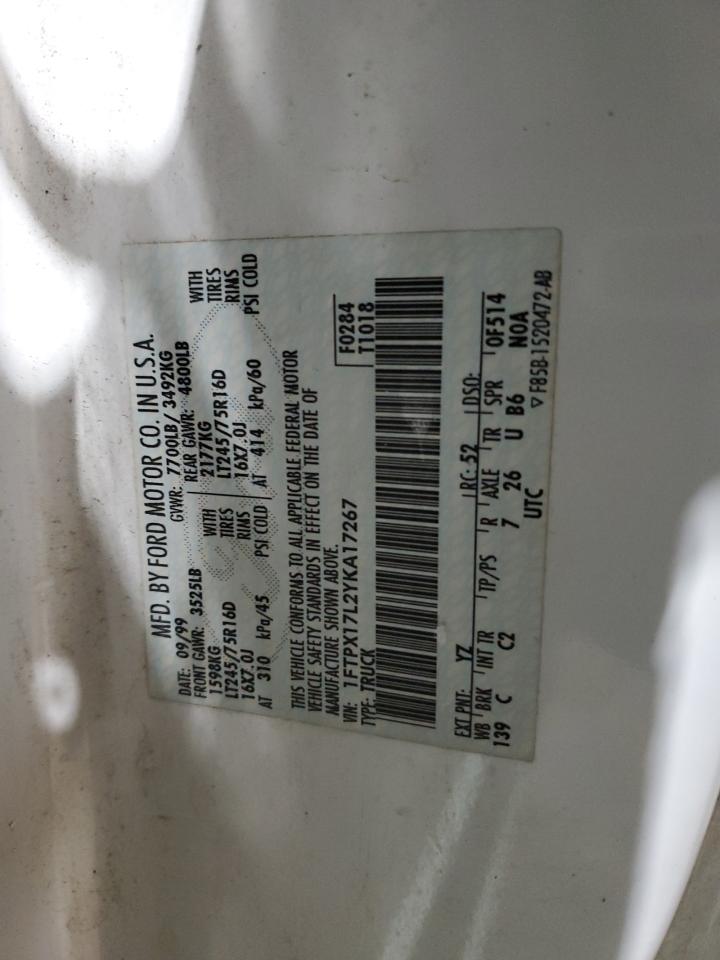 MFD. BY FORD MOTOR CO. IN U.S.A.
DATE: 09/99 GVWR: 7700LB/ 3492KG
FRONT GAWR: 3525LB REAR GAWR: 4800LB
1598KG WITH 2177KG WITH
LT245/75R16D TIRES LT245/75R16D TIRES
16X7.0J RIMS 16X7.0J RIMS
AT 310 kPa/45 PSI COLD AT 414 kPa/60 PSI COLD
THIS VEHICLE CONFORMS TO ALL APPLICABLE FEDERAL MOTOR
VEHICLE SAFETY STANDARDS IN EFFECT ON THE DATE OF
MANUFACTURE SHOWN ABOVE.
VIN: 1FTPX17L2YKA17267 F0284
TYPE: TRUCK T1018
EXT PNT: YZ RC: 52 DSO:
WB BRK INT TR TP/PS R AXLE TR SPR 0F514
139 C C2 7 26 U B6 N0A
UTC
▽ F85B-1520472-AB